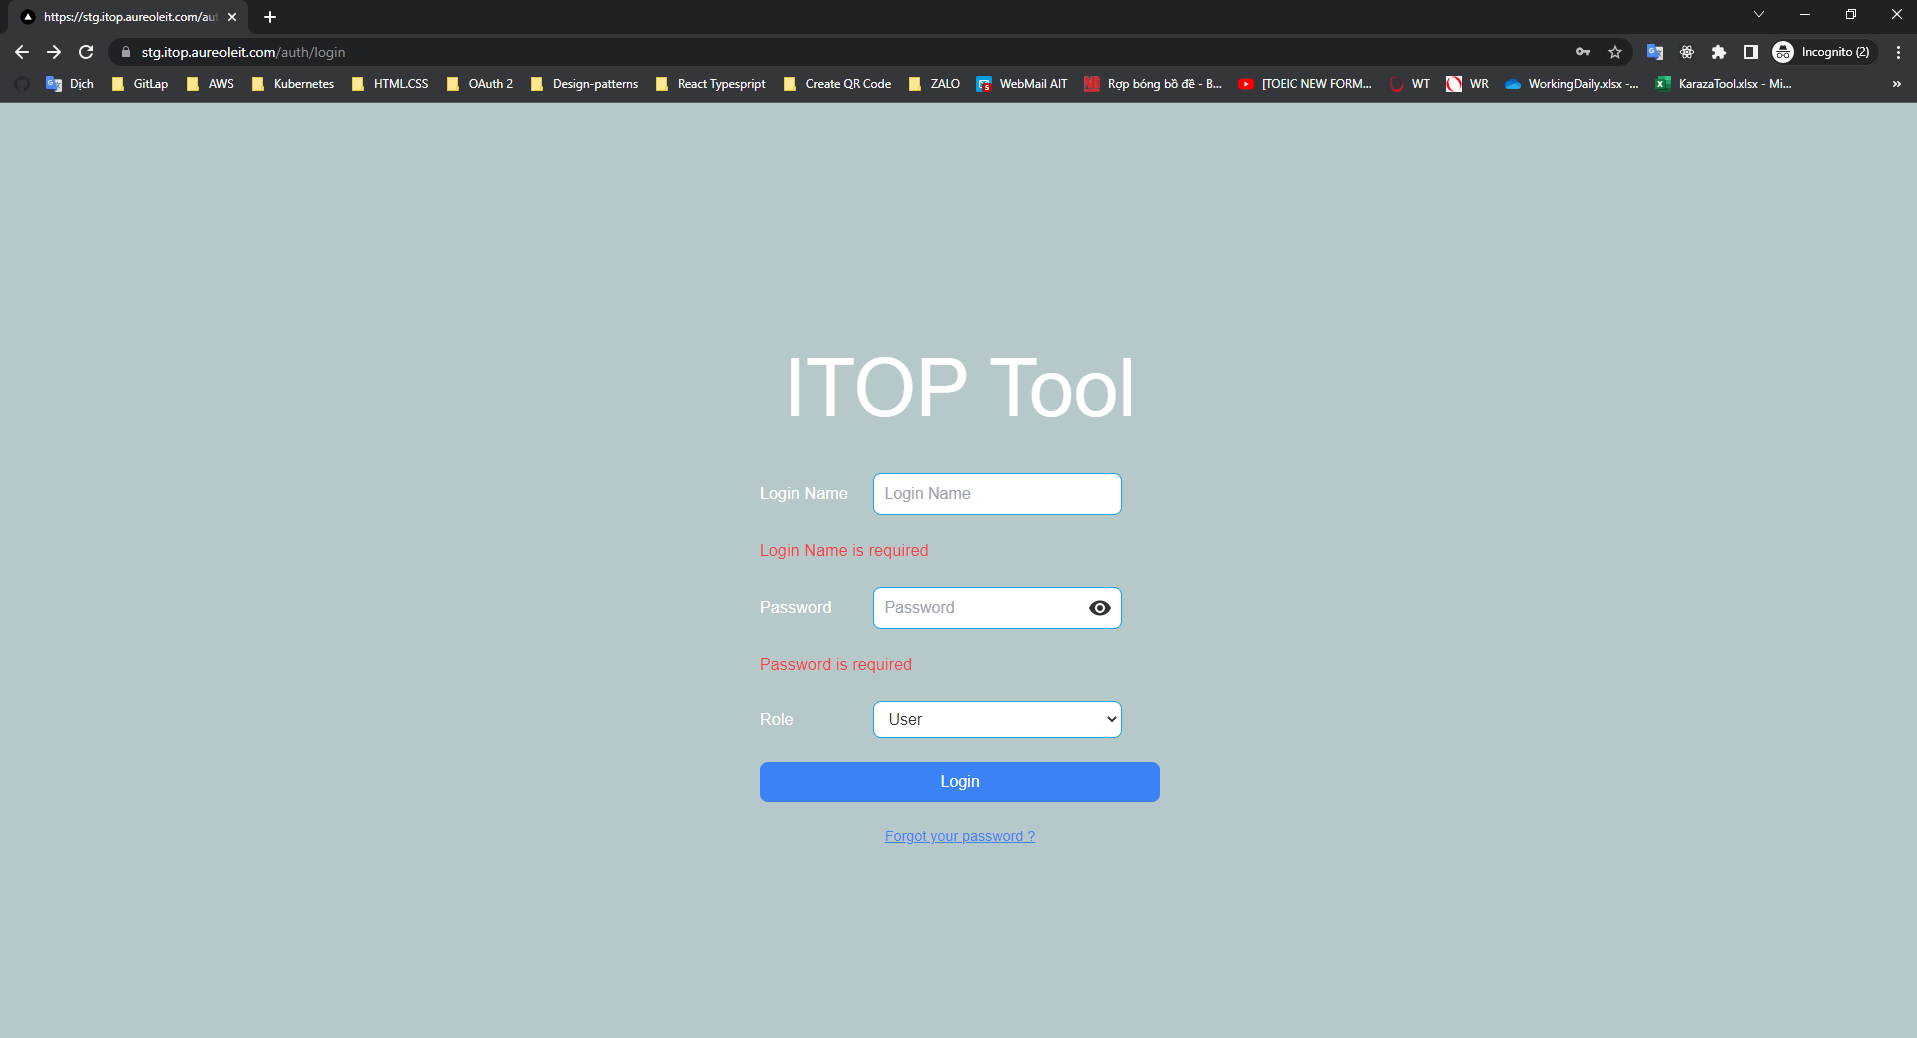 https://stg.itop.aureoleit.com/aut
stg.itop.aureoleit.com/auth/login
Incognito (2)
Dịch
GitLap
AWS
Kubernetes
HTML.CSS
OAuth 2
Design-patterns
React Typespript
Create QR Code
ZALO
WebMail AIT
Rợp bóng bồ đề - B...
[TOEIC NEW FORM...
WT
WR
WorkingDaily.xlsx -...
KarazaTool.xlsx - Mi...
»
ITOP Tool
Login Name
Login Name
Login Name is required
Password
Password
Password is required
Role
User
Login
Forgot your password ?